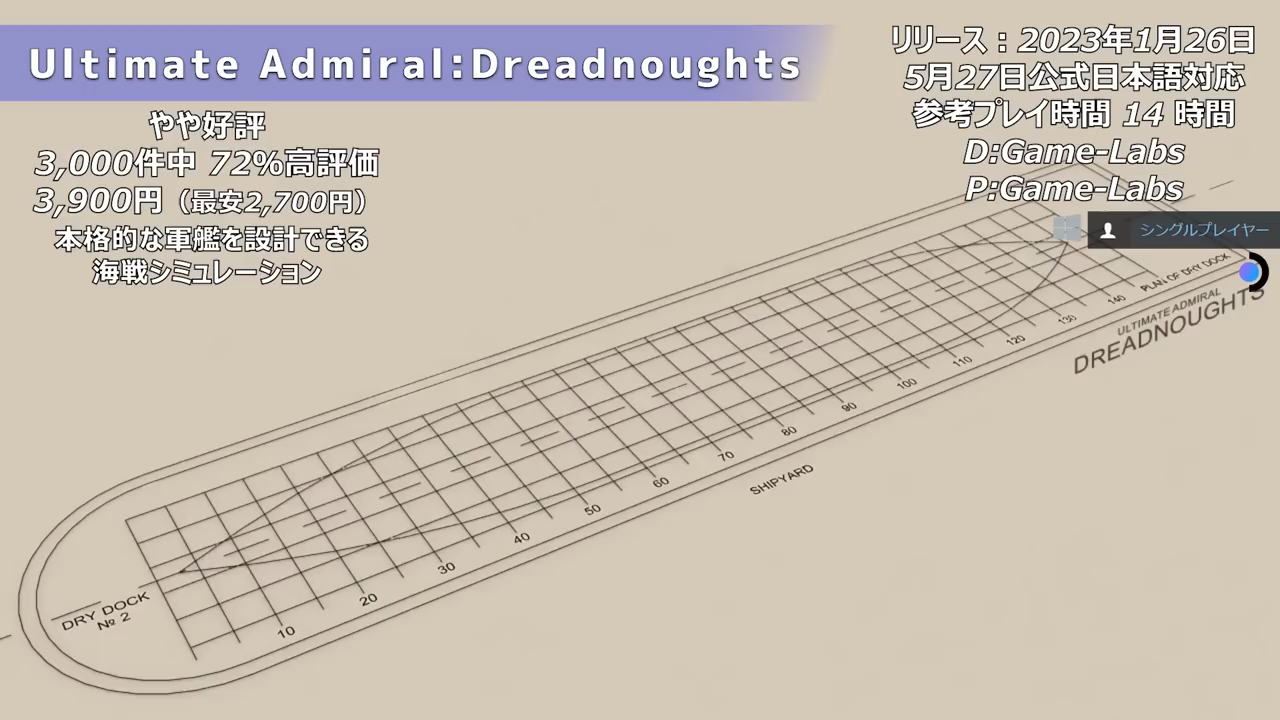 Ultimate Admiral:Dreadnoughts
やや好評
3,000件中 72%高評価
3,900円（最安2,700円）
本格的な軍艦を設計できる
海戦シミュレーション
リリース：2023年1月26日
5月27日公式日本語対応
参考プレイ時間 14 時間
D:Game-Labs
P:Game-Labs
シングルプレイヤー
PLAN OF DRY DOCK
ULTIMATE ADMIRAL
DREADNOUGHTS
140
130
120
110
100
90
80
70
60
50
40
30
20
10
SHIPYARD
DRY DOCK
№ 2